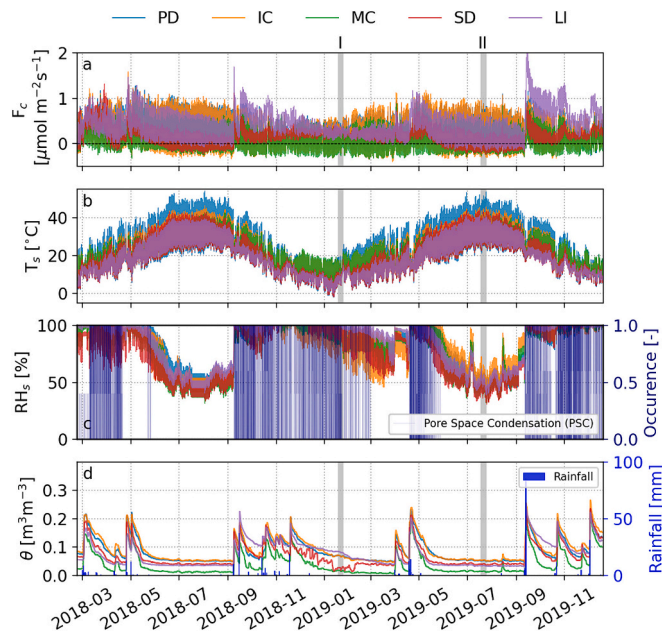 PD IC MC SD LI
I II
a
F_c
[μmol m⁻²s⁻¹]
2
1
0
b
T_s [°C]
40
20
0
RH_s [%]
100
50
0
c
Pore Space Condensation (PSC)
Occurence [-]
1.0
0.5
0.0
d
θ [m³m⁻³]
0.3
0.2
0.1
0.0
Rainfall
Rainfall [mm]
100
50
0
2018-03 2018-05 2018-07 2018-09 2018-11 2019-01 2019-03 2019-05 2019-07 2019-09 2019-11